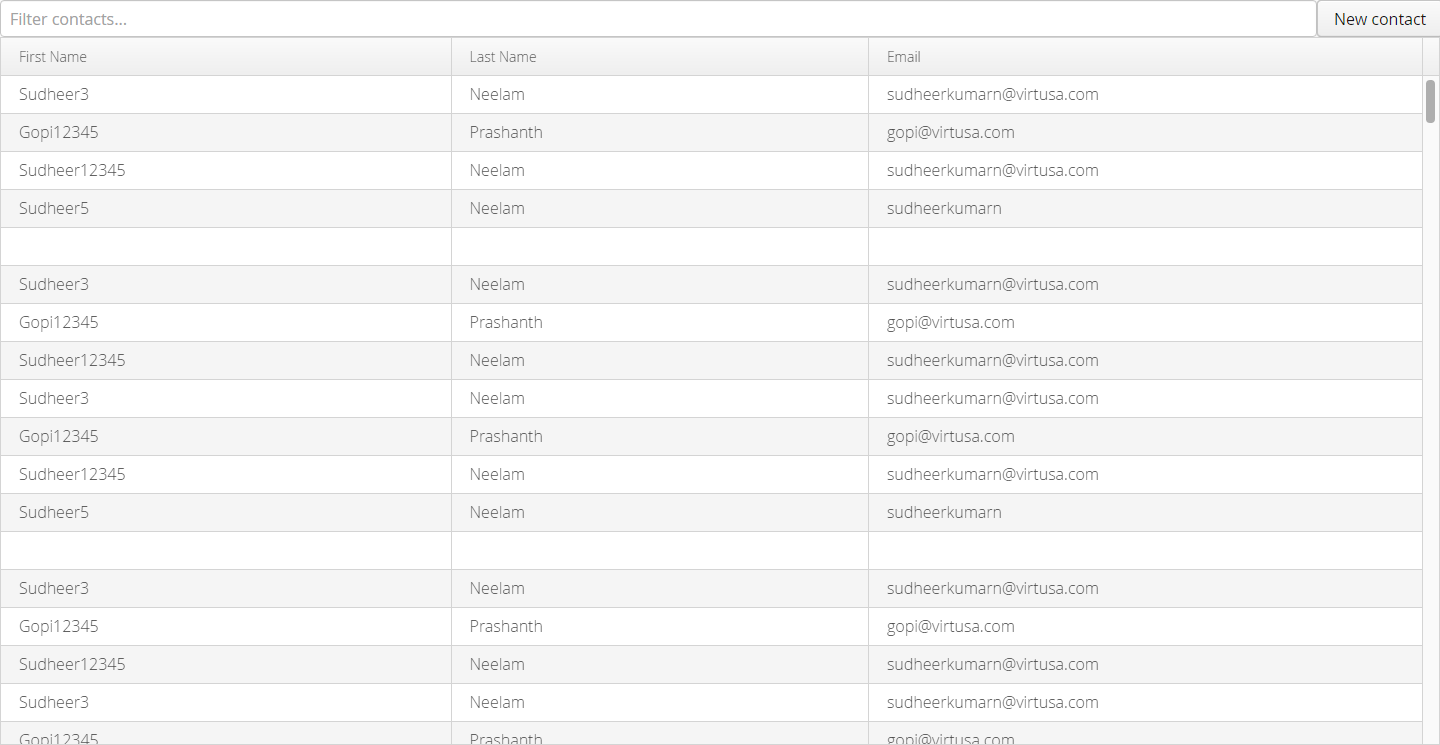 Filter contacts... New contact
First Name Last Name Email
Sudheer3 Neelam sudheerkumarn@virtusa.com
Gopi12345 Prashanth gopi@virtusa.com
Sudheer12345 Neelam sudheerkumarn@virtusa.com
Sudheer5 Neelam sudheerkumarn
Sudheer3 Neelam sudheerkumarn@virtusa.com
Gopi12345 Prashanth gopi@virtusa.com
Sudheer12345 Neelam sudheerkumarn@virtusa.com
Sudheer3 Neelam sudheerkumarn@virtusa.com
Gopi12345 Prashanth gopi@virtusa.com
Sudheer12345 Neelam sudheerkumarn@virtusa.com
Sudheer5 Neelam sudheerkumarn
Sudheer3 Neelam sudheerkumarn@virtusa.com
Gopi12345 Prashanth gopi@virtusa.com
Sudheer12345 Neelam sudheerkumarn@virtusa.com
Sudheer3 Neelam sudheerkumarn@virtusa.com
Gopi12345 Prashanth gopi@virtusa.com